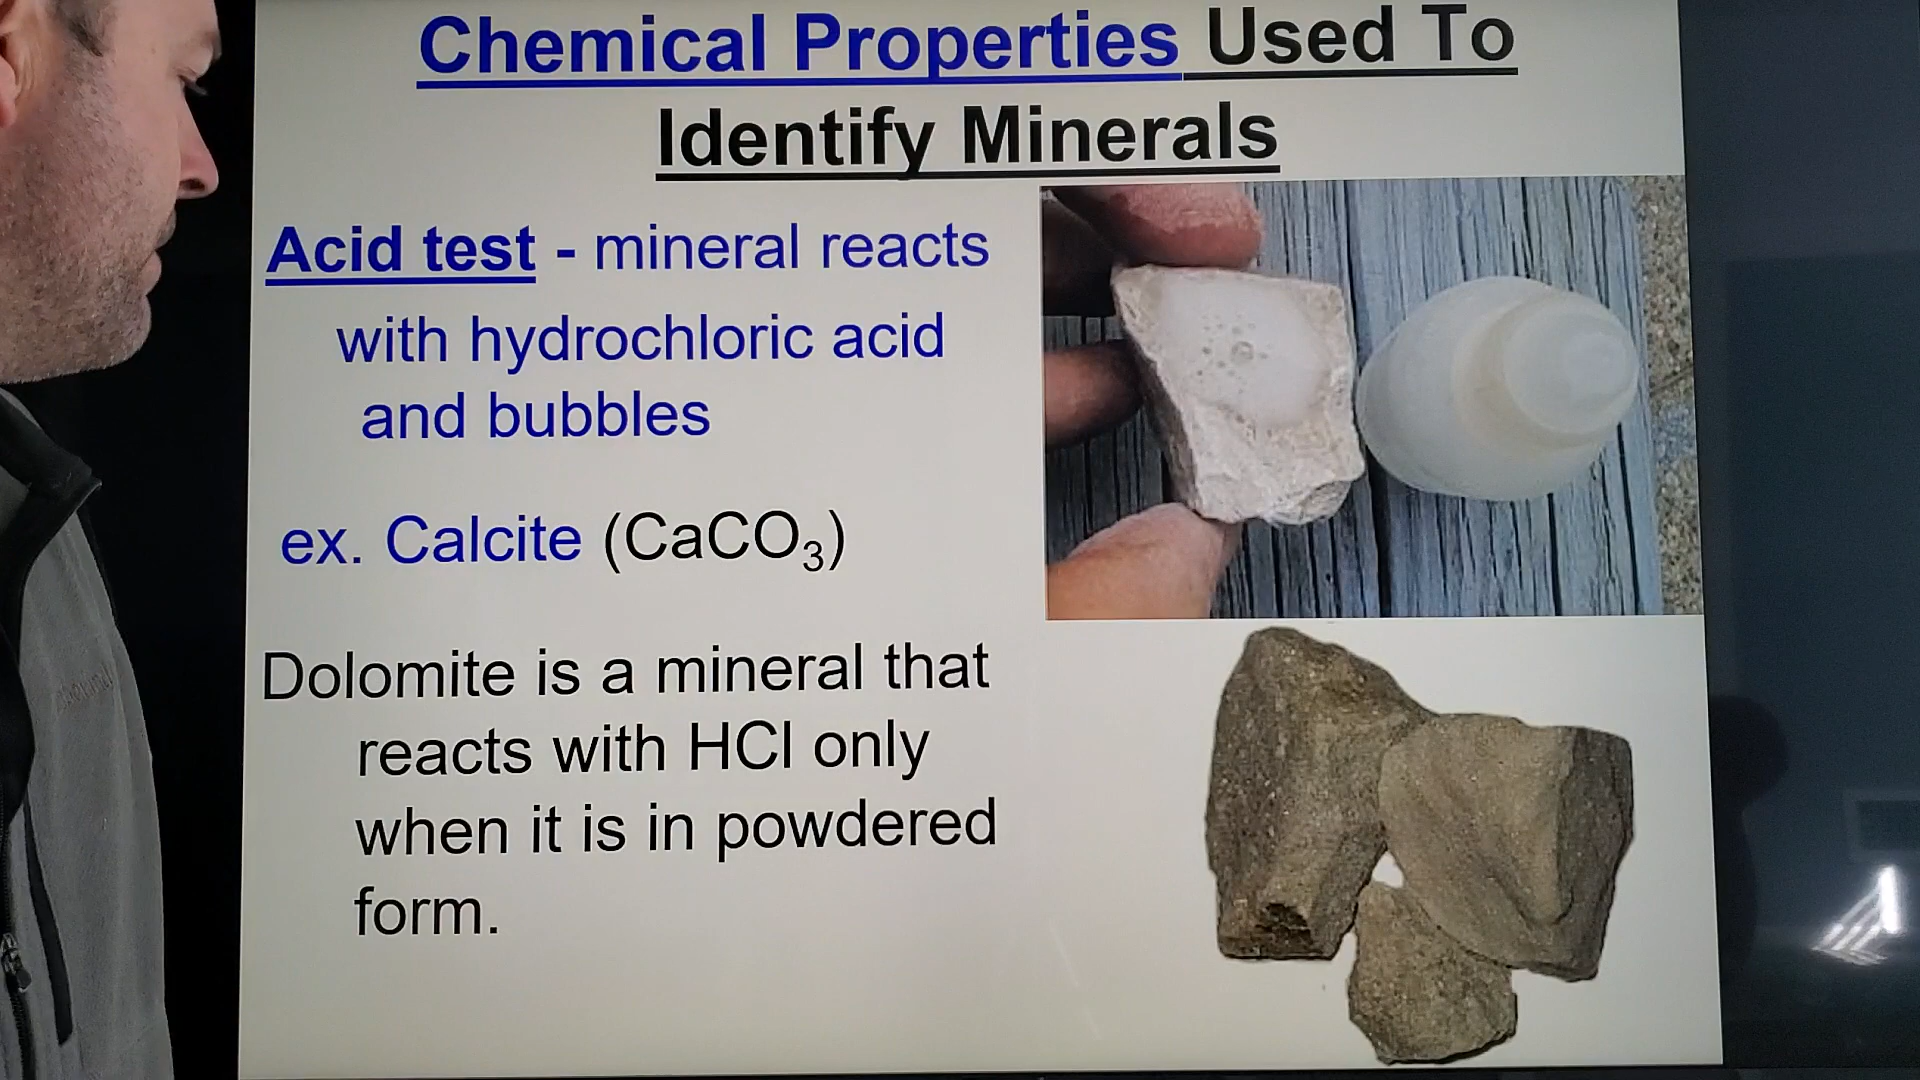 Chemical Properties Used To
Identify Minerals
Acid test - mineral reacts
with hydrochloric acid
and bubbles
ex. Calcite (CaCO₃)
Dolomite is a mineral that
reacts with HCl only
when it is in powdered
form.